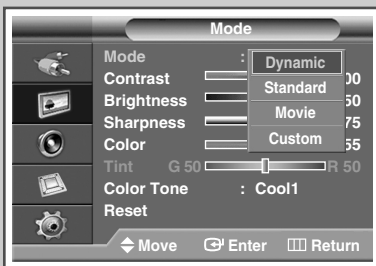 Mode
Mode :
Dynamic
Standard
Movie
Custom
Contrast 00
Brightness 50
Sharpness 75
Color 55
Tint G 50 R 50
Color Tone : Cool1
Reset
Move Enter Return